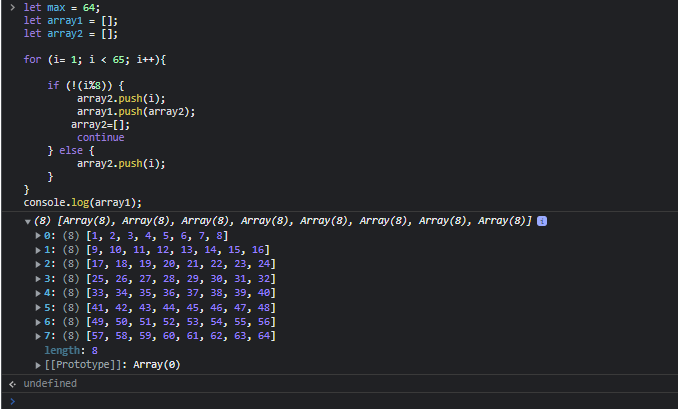 > let max = 64;
let array1 = [];
let array2 = [];
for (i= 1; i < 65; i++){
if (!(i%8)) {
array2.push(i);
array1.push(array2);
array2=[];
continue
} else {
array2.push(i);
}
}
console.log(array1);
▼ (8) [Array(8), Array(8), Array(8), Array(8), Array(8), Array(8), Array(8), Array(8)] i
▶ 0: (8) [1, 2, 3, 4, 5, 6, 7, 8]
▶ 1: (8) [9, 10, 11, 12, 13, 14, 15, 16]
▶ 2: (8) [17, 18, 19, 20, 21, 22, 23, 24]
▶ 3: (8) [25, 26, 27, 28, 29, 30, 31, 32]
▶ 4: (8) [33, 34, 35, 36, 37, 38, 39, 40]
▶ 5: (8) [41, 42, 43, 44, 45, 46, 47, 48]
▶ 6: (8) [49, 50, 51, 52, 53, 54, 55, 56]
▶ 7: (8) [57, 58, 59, 60, 61, 62, 63, 64]
length: 8
▶ [[Prototype]]: Array(0)
undefined
>